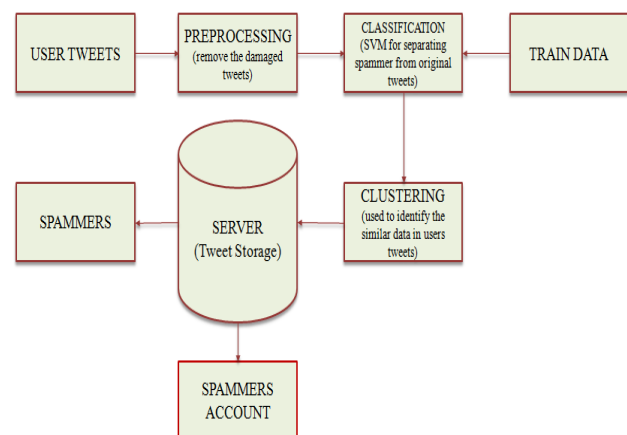 USER TWEETS
PREPROCESSING
(remove the damaged
tweets)
CLASSIFICATION
(SVM for separating
spammer from original
tweets)
TRAIN DATA
SPAMMERS
SERVER
(Tweet Storage)
CLUSTERING
(used to identify the
similar data in users
tweets)
SPAMMERS
ACCOUNT